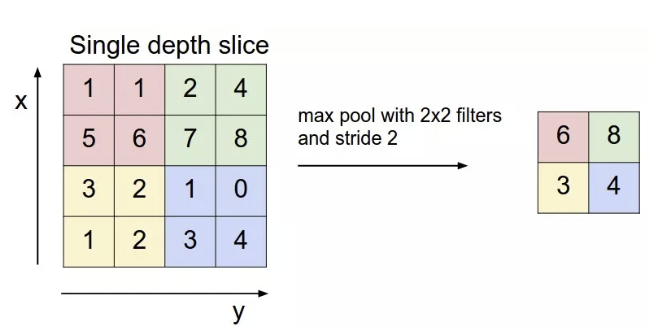 Single depth slice
x
1 1 2 4
5 6 7 8
3 2 1 0
1 2 3 4
y
max pool with 2x2 filters
and stride 2
6 8
3 4